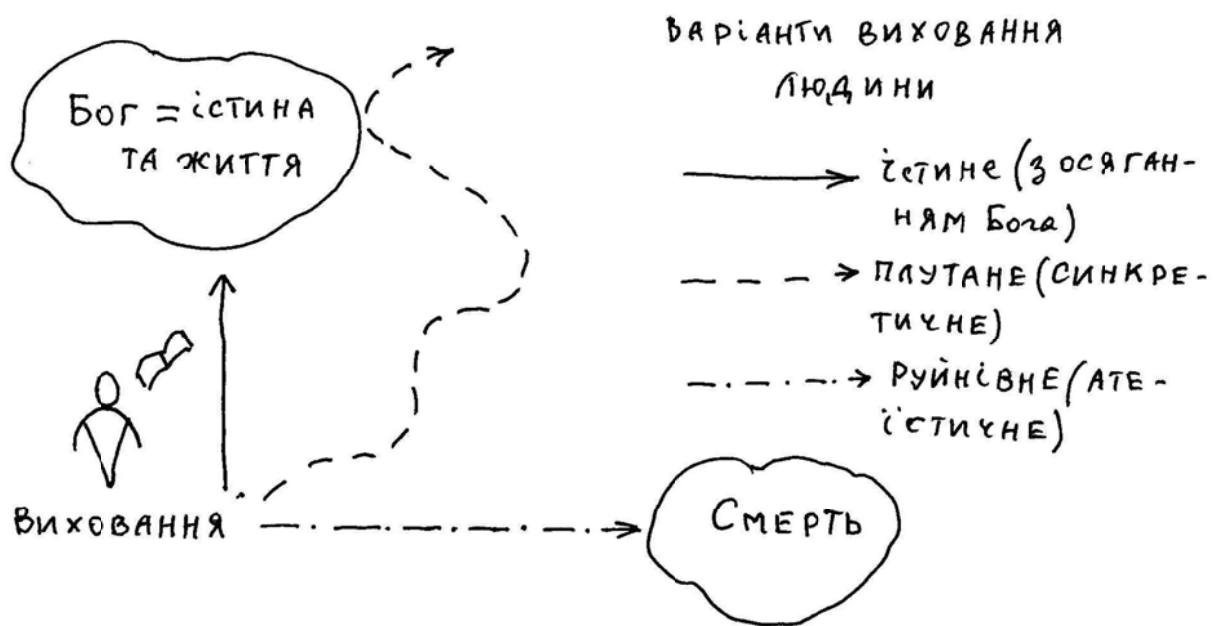 Бог = істина
та життя
Виховання
Смерть
Варіанти виховання
людини
істине (з осяган-
ням Бога)
плутане (синкре-
тичне)
руйнівне (ате-
їстичне)